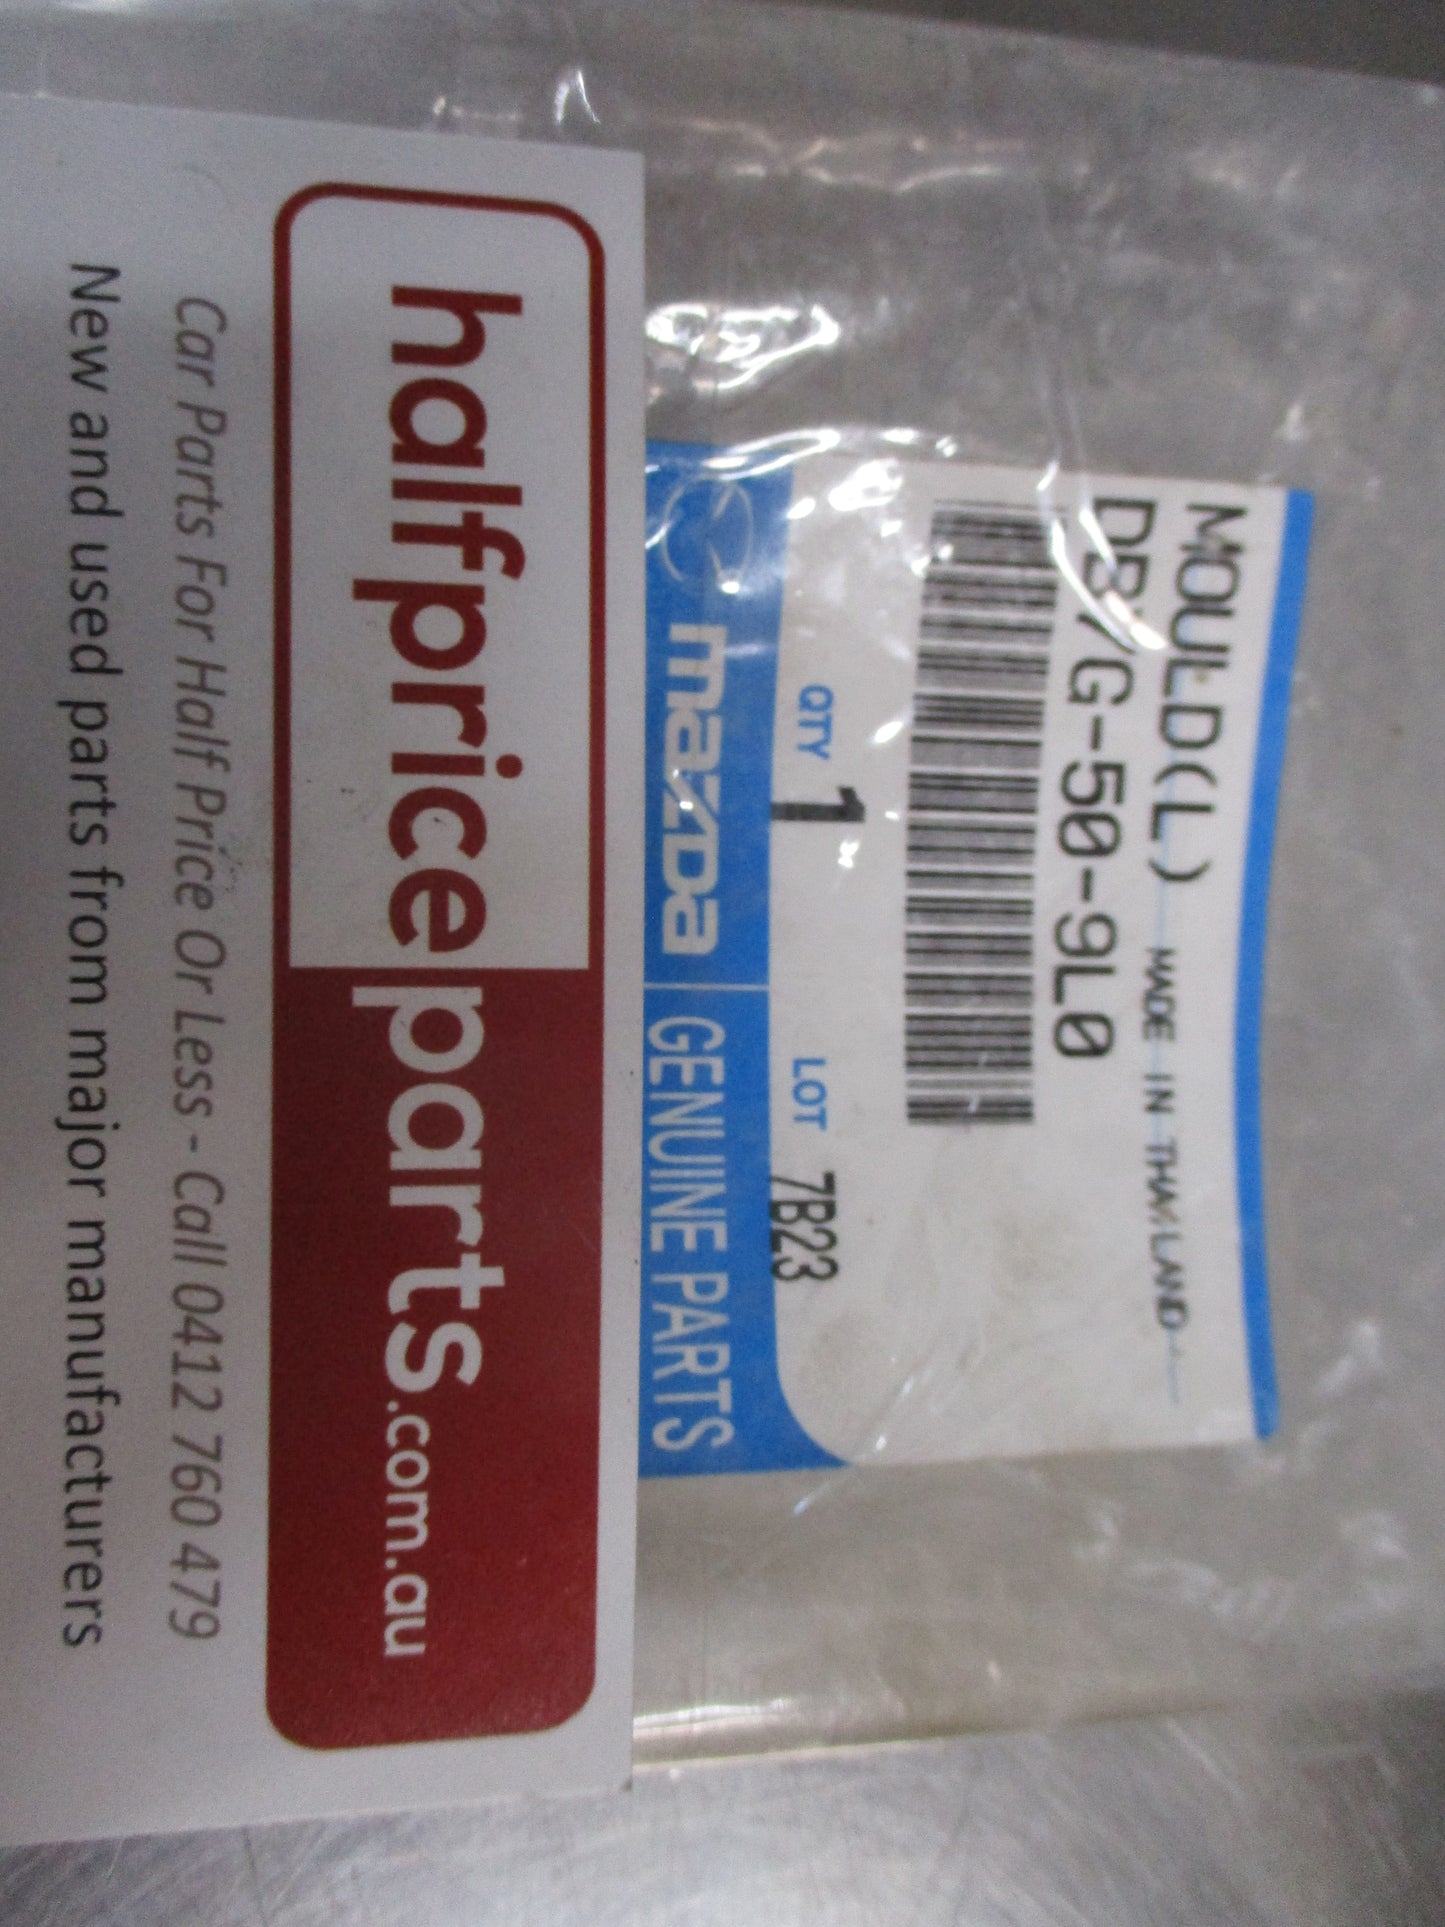 MOULD(L) MADE IN THAILAND
DB/G-50-9L0
QTY 1 LOT 7B23
mazda GENUINE PARTS
halfpriceparts.com.au
Car Parts For Half Price Or Less - Call 0412 760 479
New and used parts from major manufacturers